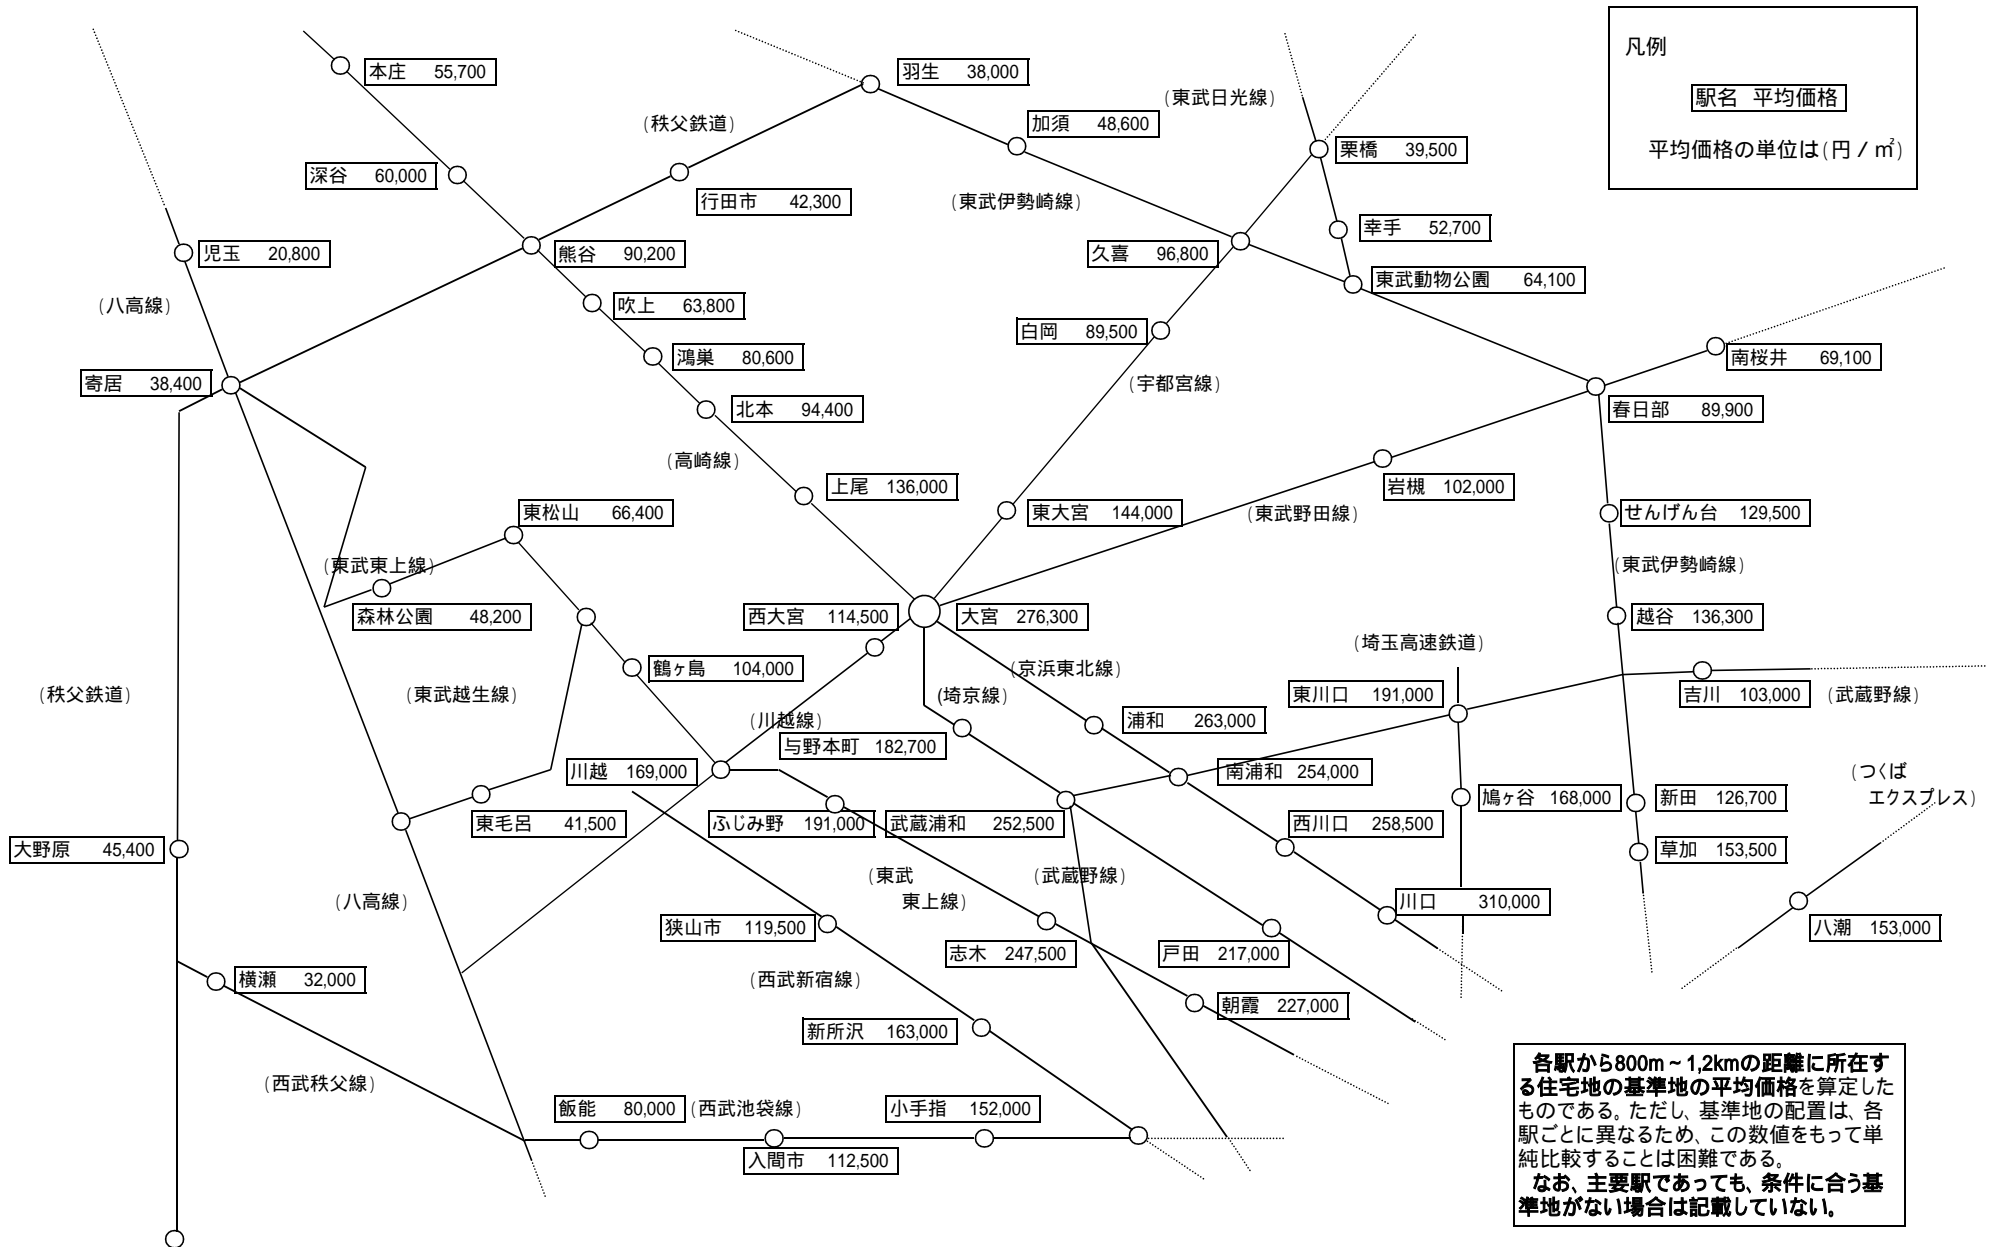 凡例
駅名 平均価格
平均価格の単位は(円/㎡)
本庄 55,700
羽生 38,000
(東武日光線)
(秩父鉄道)
加須 48,600
栗橋 39,500
深谷 60,000
行田市 42,300
(東武伊勢崎線)
幸手 52,700
児玉 20,800
熊谷 90,200
久喜 96,800
東武動物公園 64,100
(八高線)
吹上 63,800
白岡 89,500
鴻巣 80,600
南桜井 69,100
寄居 38,400
(宇都宮線)
北本 94,400
春日部 89,900
(高崎線)
上尾 136,000
岩槻 102,000
東松山 66,400
東大宮 144,000
(東武野田線)
せんげん台 129,500
(東武東上線)
(東武伊勢崎線)
森林公園 48,200
西大宮 114,500
大宮 276,300
越谷 136,300
(埼玉高速鉄道)
鶴ヶ島 104,000
(京浜東北線)
(秩父鉄道)
(東武越生線)
(埼京線)
東川口 191,000
吉川 103,000
(武蔵野線)
(川越線)
浦和 263,000
与野本町 182,700
川越 169,000
南浦和 254,000
(つくば
エクスプレス)
鳩ヶ谷 168,000
新田 126,700
東毛呂 41,500
ふじみ野 191,000
武蔵浦和 252,500
西川口 258,500
大野原 45,400
草加 153,500
(東武
東上線)
(武蔵野線)
(八高線)
川口 310,000
狭山市 119,500
八潮 153,000
志木 247,500
戸田 217,000
横瀬 32,000
(西武新宿線)
朝霞 227,000
新所沢 163,000
(西武秩父線)
飯能 80,000
(西武池袋線)
小手指 152,000
入間市 112,500
各駅から800m～1,2kmの距離に所在す
る住宅地の基準地の平均価格を算定した
ものである。ただし、基準地の配置は、各
駅ごとに異なるため、この数値をもって単
純比較することは困難である。
なお、主要駅であっても、条件に合う基
準地がない場合は記載していない。